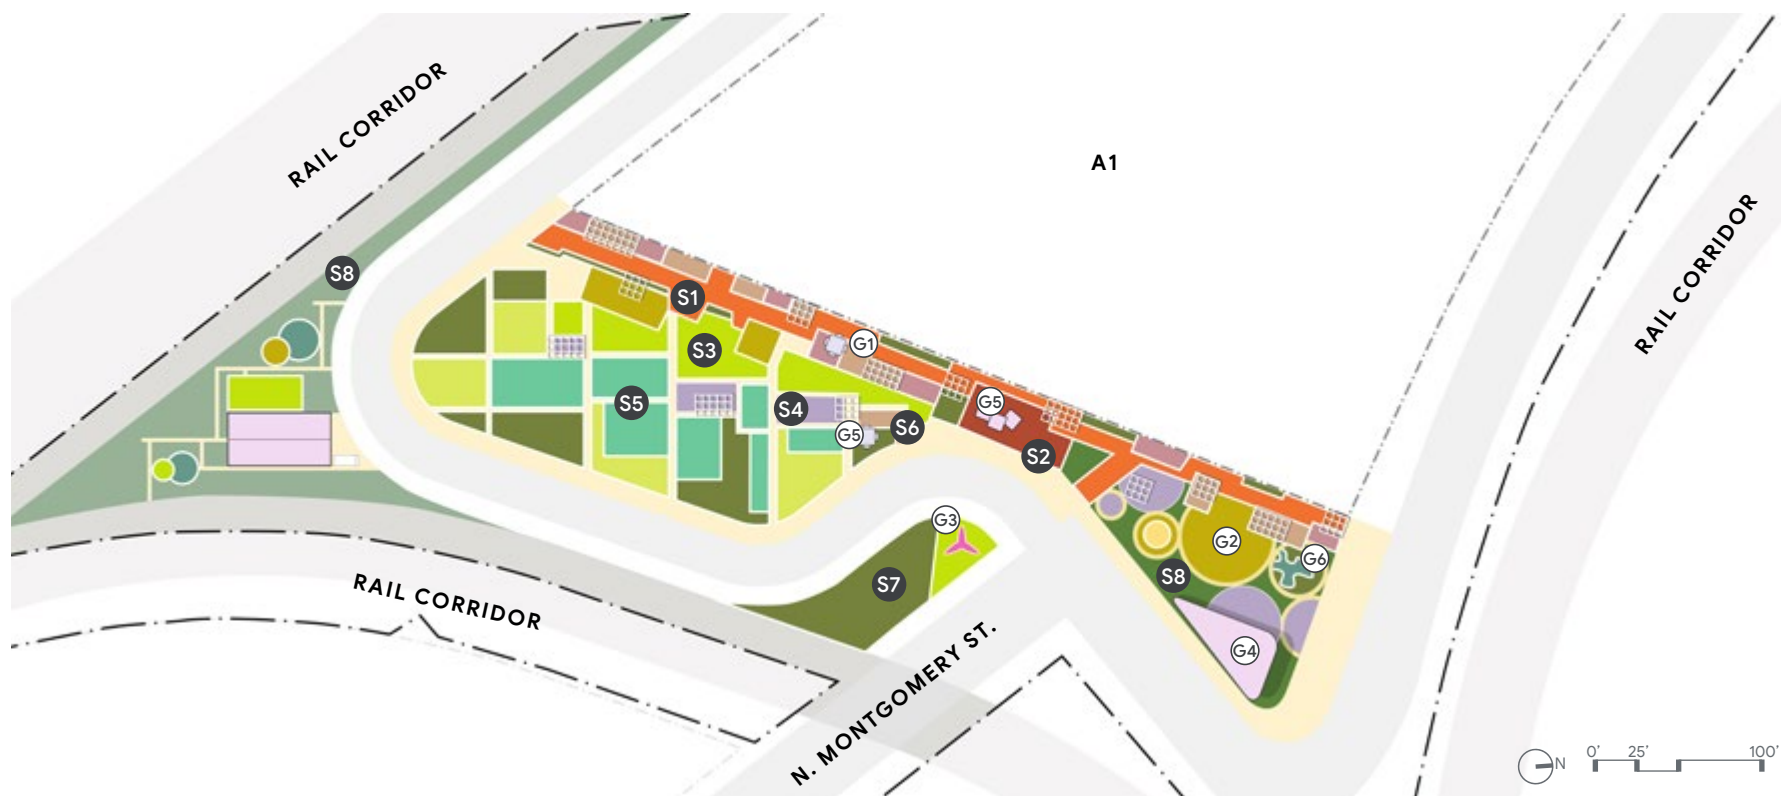 RAIL CORRIDOR
A1
RAIL CORRIDOR
S8
S1
G1
S3
G5
S5
S4
G5
S6
S2
G3
G2
G6
S8
S7
RAIL CORRIDOR
G4
N. MONTGOMERY ST.
N
0' 25' 100'